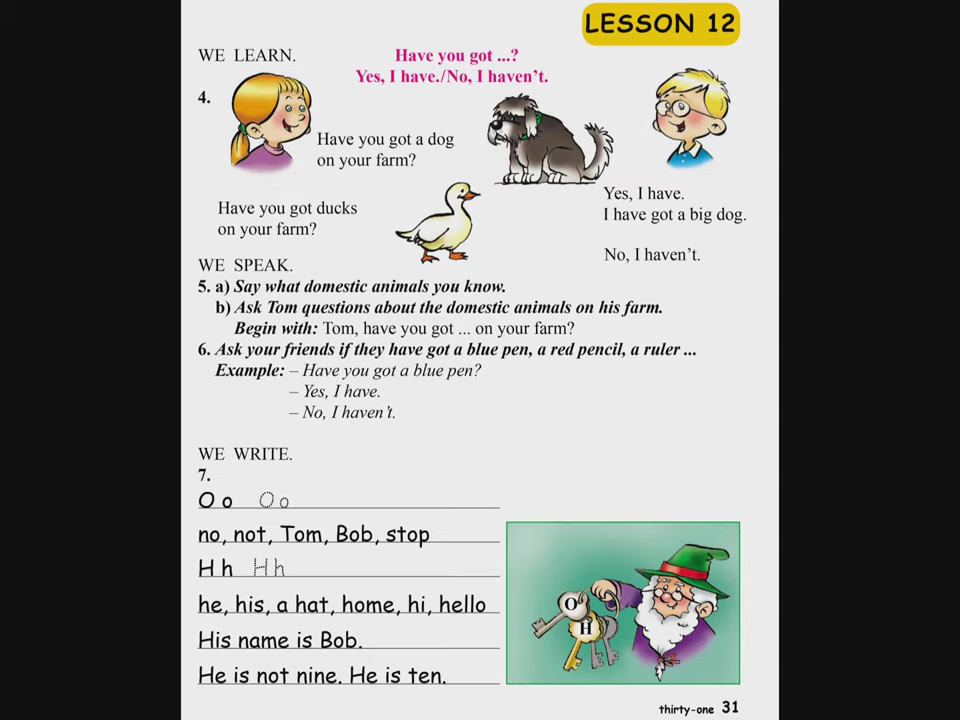 LESSON 12
WE LEARN.
Have you got ...?
Yes, I have./No, I haven't.
4.
Have you got a dog
on your farm?
Yes, I have.
I have got a big dog.
Have you got ducks
on your farm?
No, I haven't.
WE SPEAK.
5. a) Say what domestic animals you know.
b) Ask Tom questions about the domestic animals on his farm.
Begin with: Tom, have you got ... on your farm?
6. Ask your friends if they have got a blue pen, a red pencil, a ruler ...
Example: – Have you got a blue pen?
– Yes, I have.
– No, I haven't.
WE WRITE.
7.
O o O o
no, not, Tom, Bob, stop
H h H h
he, his, a hat, home, hi, hello
His name is Bob.
He is not nine. He is ten.
O
H
thirty-one 31